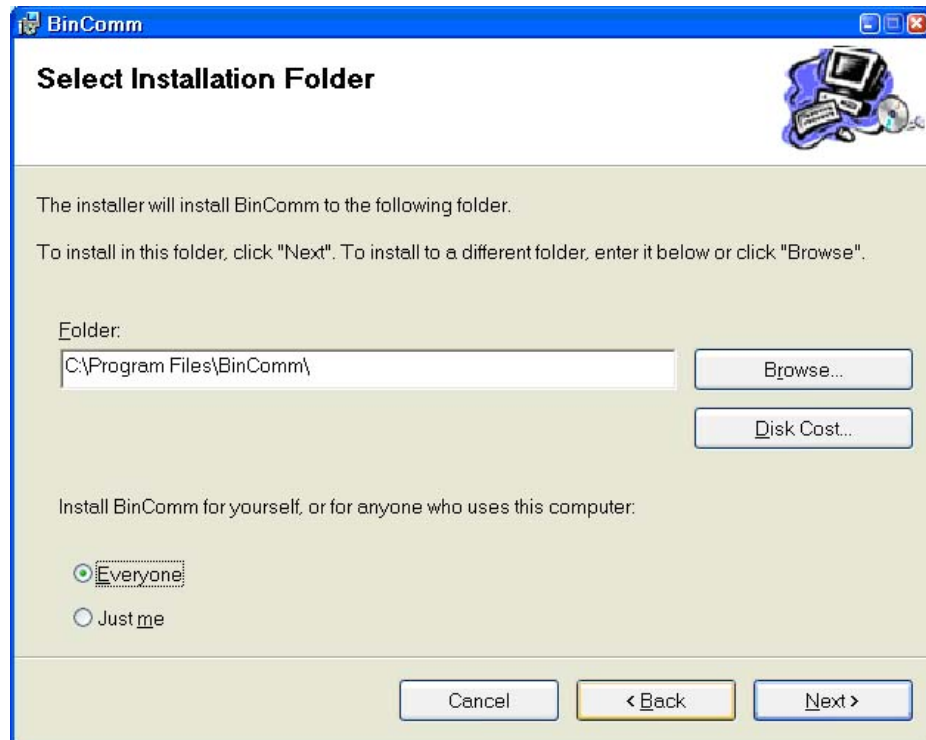 BinComm
Select Installation Folder
The installer will install BinComm to the following folder.
To install in this folder, click "Next". To install to a different folder, enter it below or click "Browse".
Folder:
C:\Program Files\BinComm\
Browse...
Disk Cost...
Install BinComm for yourself, or for anyone who uses this computer:
Everyone
Just me
Cancel
< Back
Next >